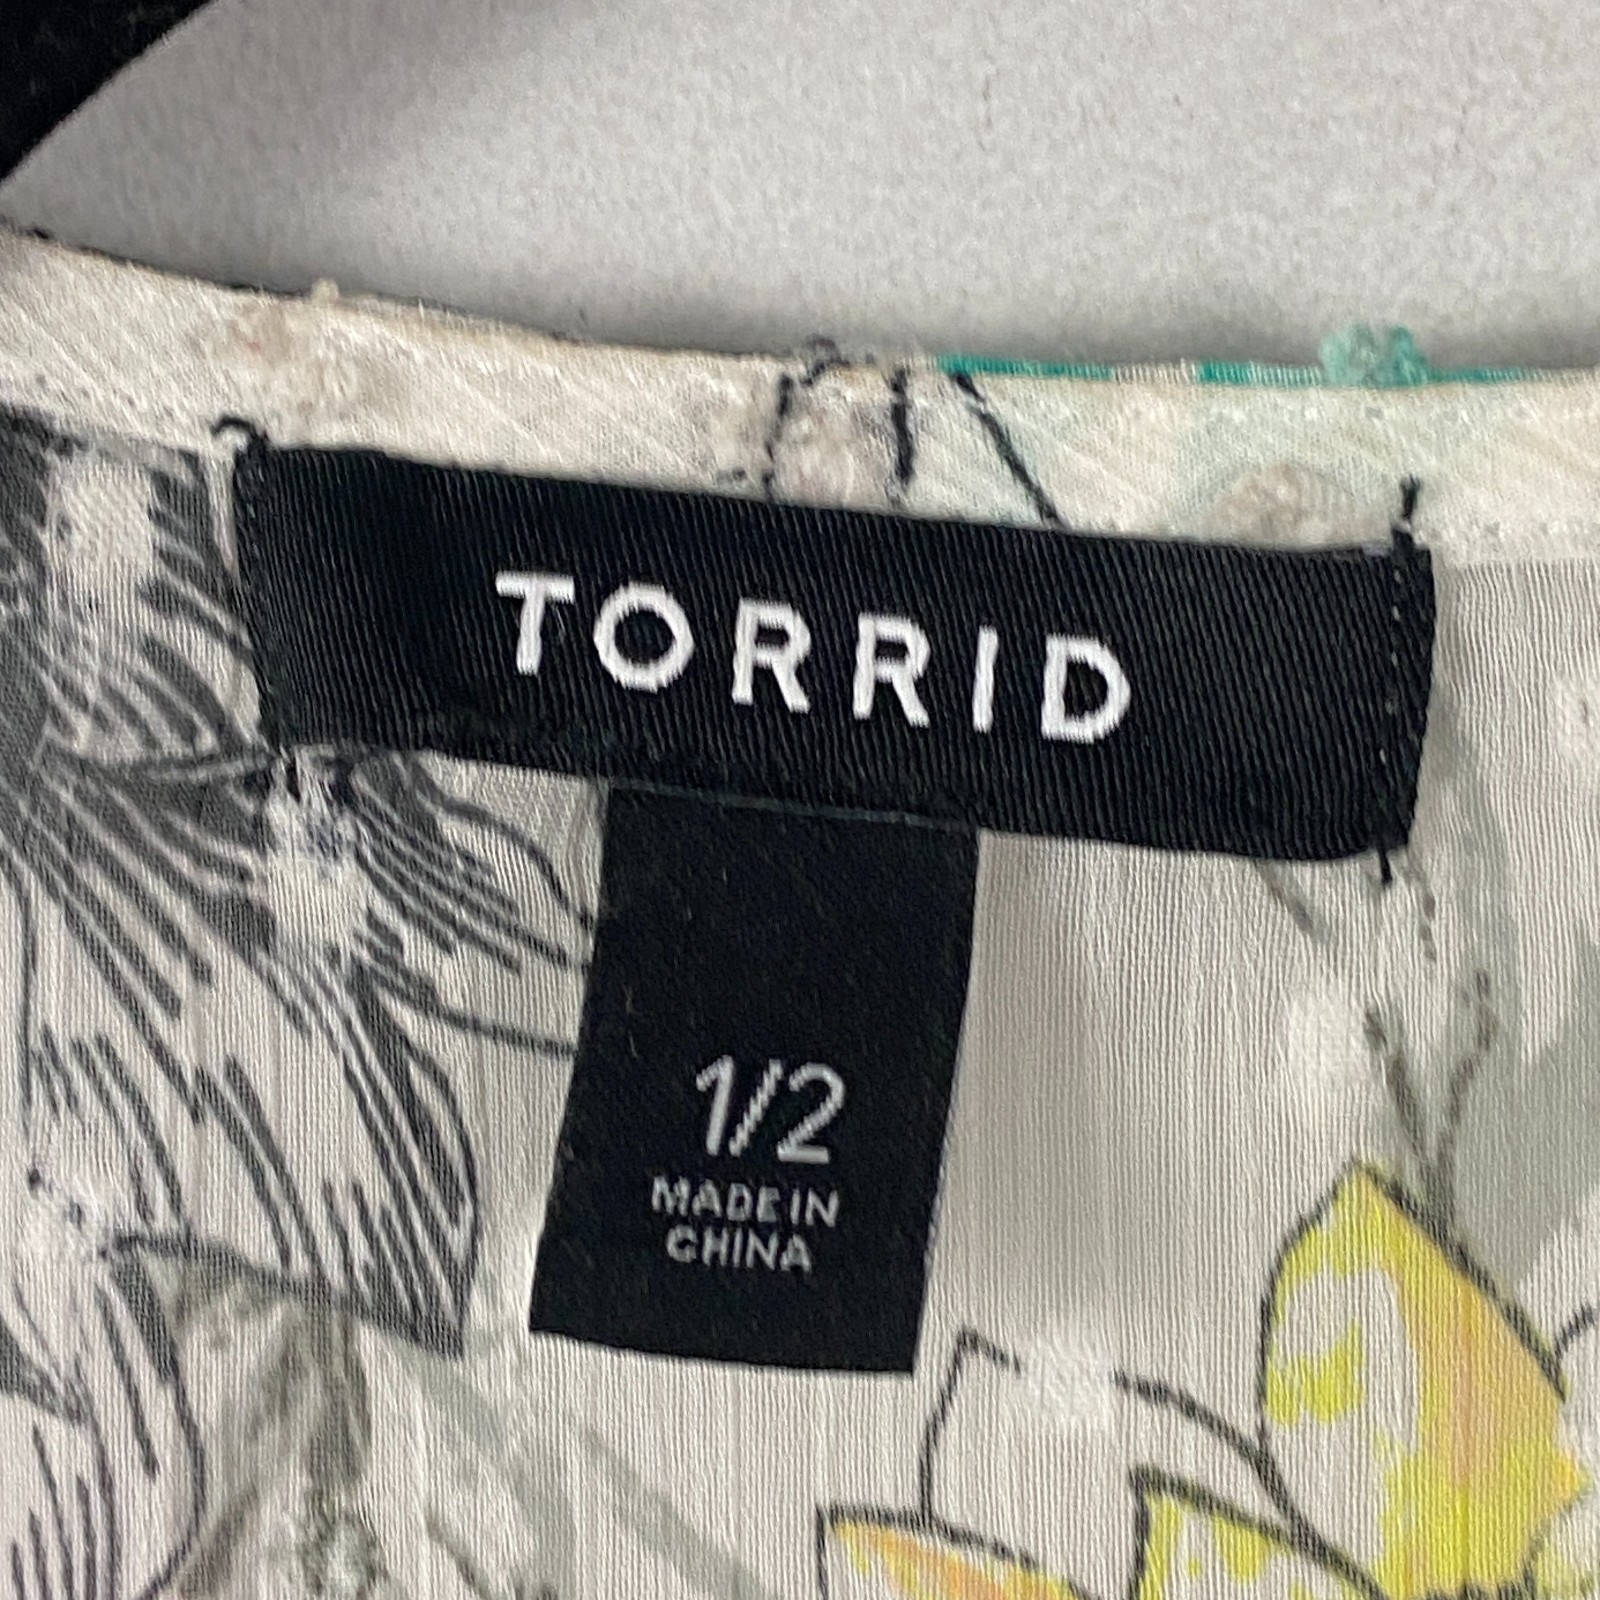 TORRID
1/2
MADE IN
CHINA